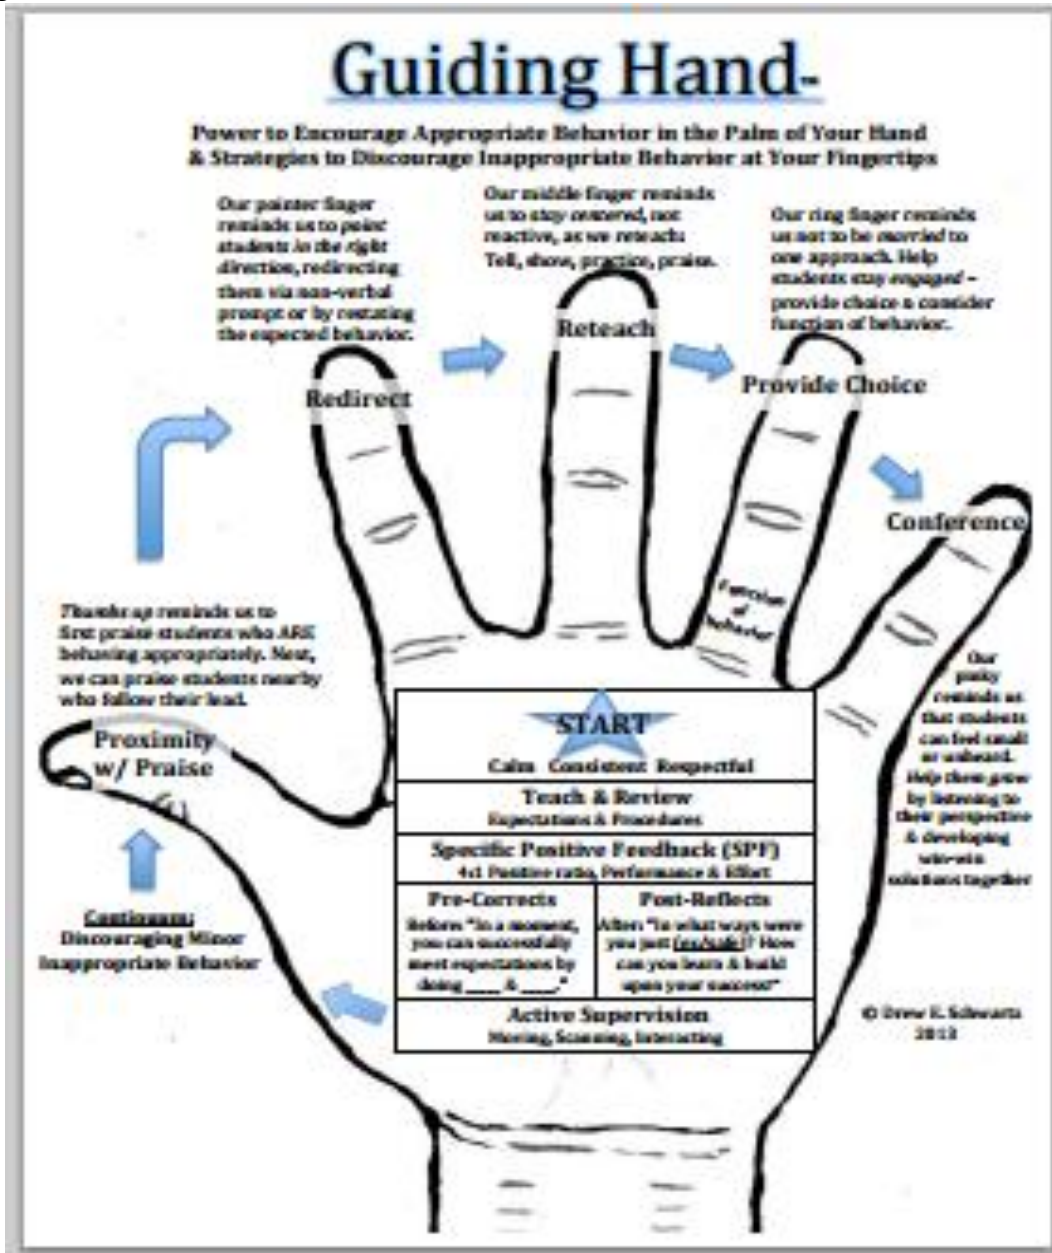 Guiding Hand-
Power to Encourage Appropriate Behavior in the Palm of Your Hand
& Strategies to Discourage Inappropriate Behavior at Your Fingertips
Our pointer finger
reminds us to point
students in the right
direction, redirecting
them via non-verbal
prompt or by restating
the expected behavior.
Our middle finger reminds
us to stay centered, not
reactive, as we reteach:
Tell, show, practice, praise.
Our ring finger reminds
us not to be married to
one approach. Help
students stay engaged –
provide choice & consider
function of behavior.
Redirect
Reteach
Provide Choice
Conference
Function
of
behavior
Thumbs up reminds us to
first praise students who ARE
behaving appropriately. Next,
we can praise students nearby
who follow their lead.
Proximity
w/ Praise
Our
pinky
reminds us
that students
can feel small
or unheard.
Help them grow
by listening to
their perspective
& developing
win-win
solutions together
START
Calm Consistent Respectful
Teach & Review
Expectations & Procedures
Specific Positive Feedback (SPF)
4:1 Positive ratio, Performance & Effort
Pre-Corrects
Before "In a moment,
you can successfully
meet expectations by
doing ____ & ____."
Post-Reflects
After: "In what ways were
you just
? How
can you learn & build
upon your success"
Active Supervision
Moving, Scanning, Interacting
Continuum:
Discouraging Minor
Inappropriate Behavior
© Drew E. Schwartz
2013